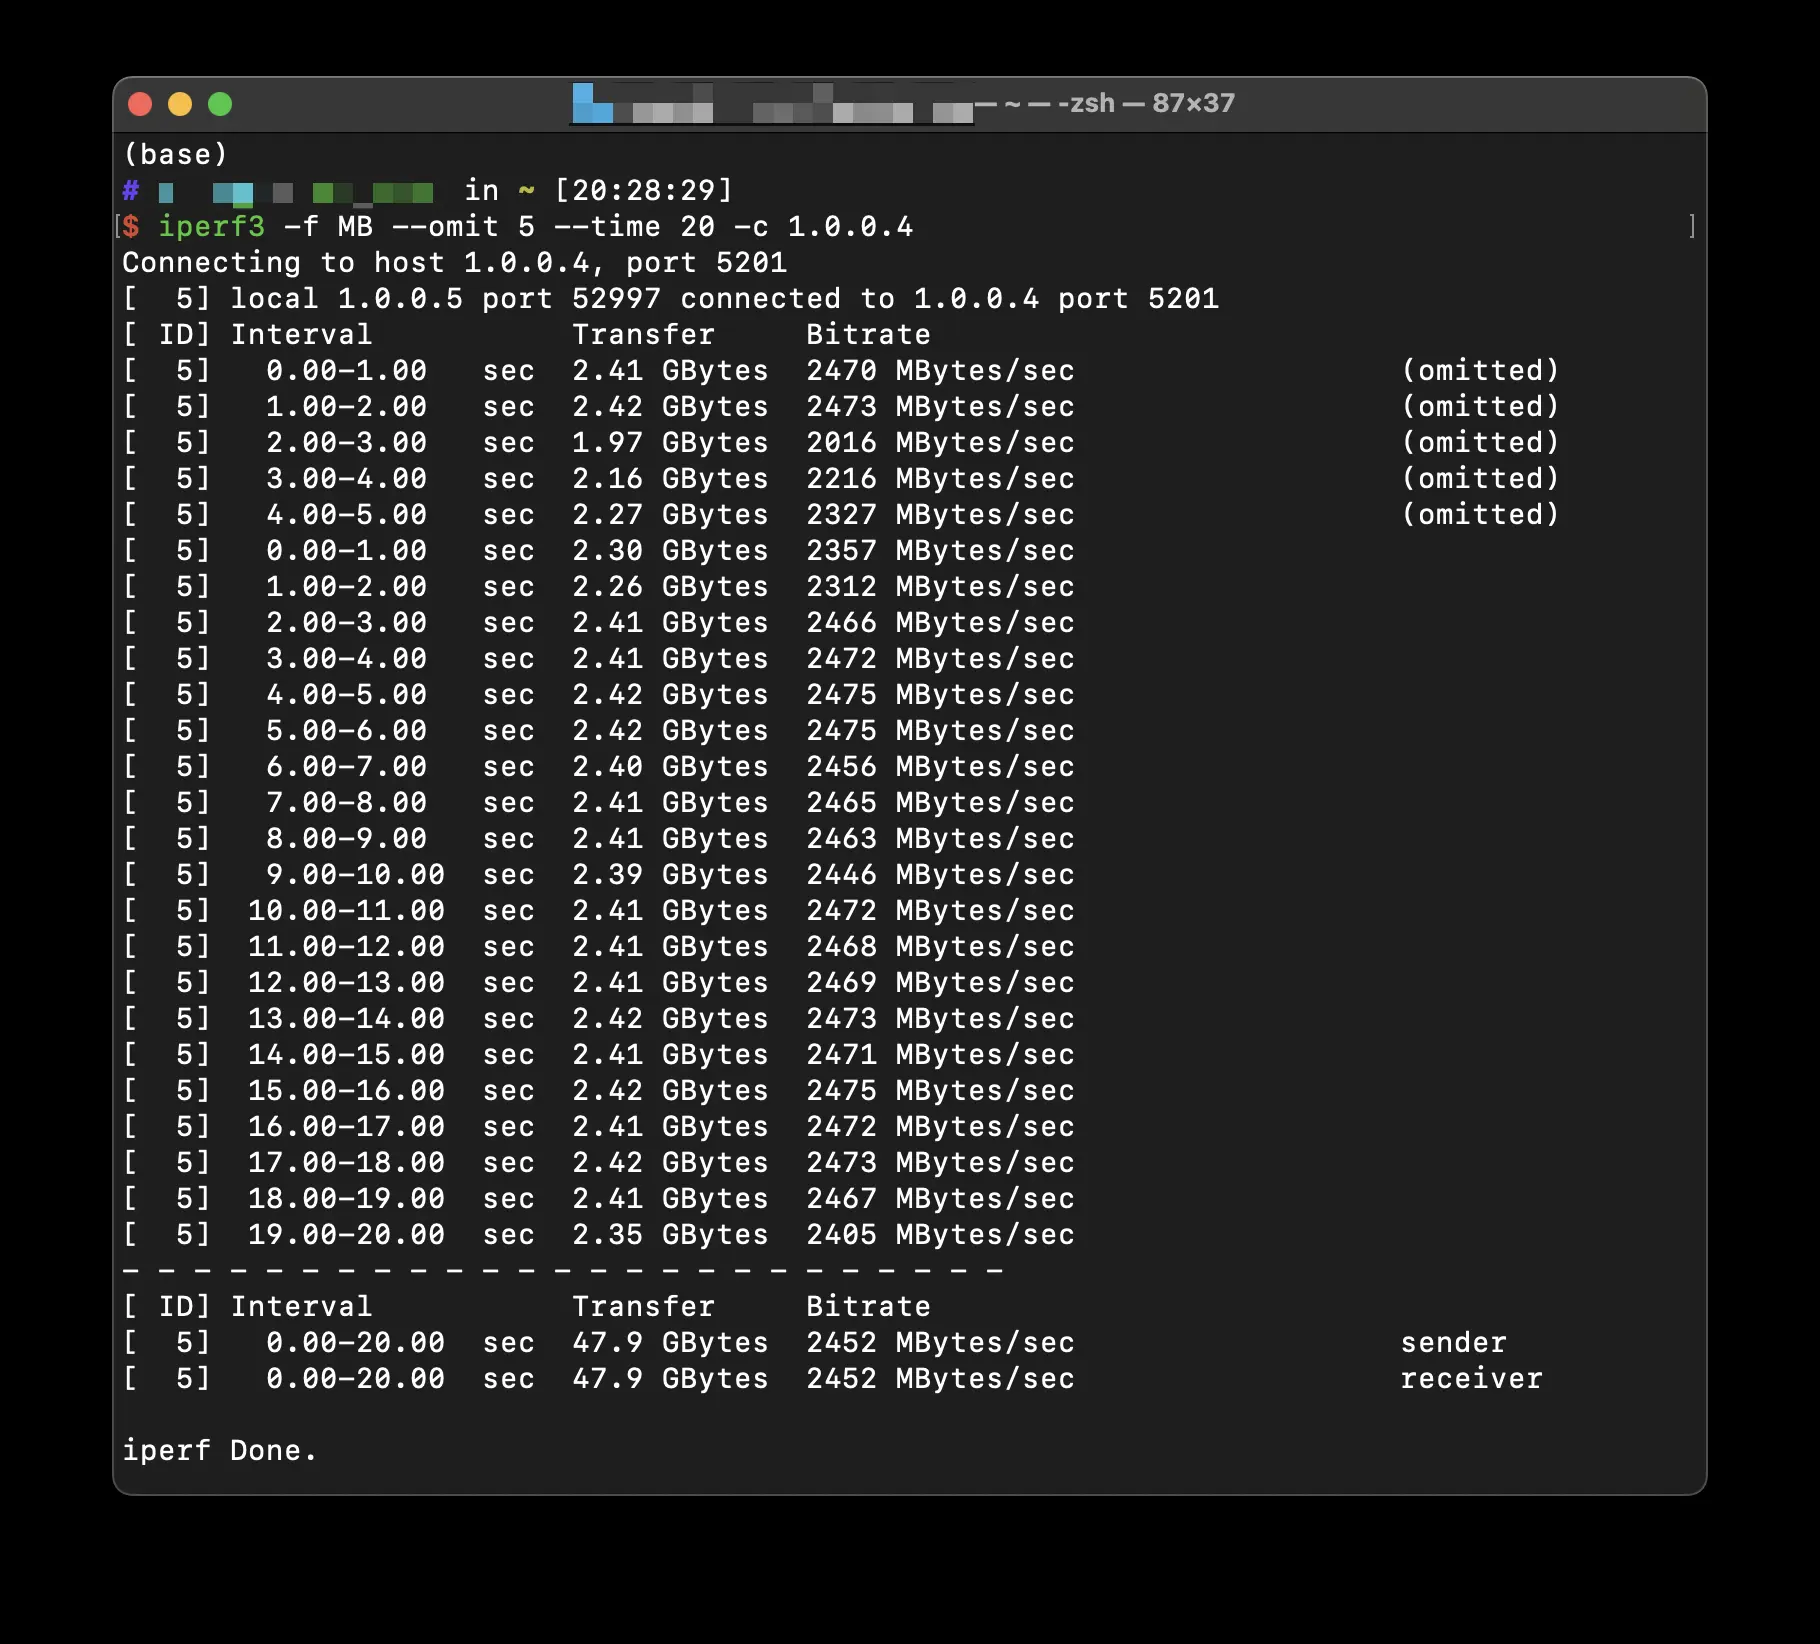 — ~ — -zsh — 87×37
(base)
# in ~ [20:28:29]
$ iperf3 -f MB --omit 5 --time 20 -c 1.0.0.4
Connecting to host 1.0.0.4, port 5201
[  5] local 1.0.0.5 port 52997 connected to 1.0.0.4 port 5201
[ ID] Interval           Transfer     Bitrate
[  5]   0.00-1.00   sec  2.41 GBytes  2470 MBytes/sec                  (omitted)
[  5]   1.00-2.00   sec  2.42 GBytes  2473 MBytes/sec                  (omitted)
[  5]   2.00-3.00   sec  1.97 GBytes  2016 MBytes/sec                  (omitted)
[  5]   3.00-4.00   sec  2.16 GBytes  2216 MBytes/sec                  (omitted)
[  5]   4.00-5.00   sec  2.27 GBytes  2327 MBytes/sec                  (omitted)
[  5]   0.00-1.00   sec  2.30 GBytes  2357 MBytes/sec
[  5]   1.00-2.00   sec  2.26 GBytes  2312 MBytes/sec
[  5]   2.00-3.00   sec  2.41 GBytes  2466 MBytes/sec
[  5]   3.00-4.00   sec  2.41 GBytes  2472 MBytes/sec
[  5]   4.00-5.00   sec  2.42 GBytes  2475 MBytes/sec
[  5]   5.00-6.00   sec  2.42 GBytes  2475 MBytes/sec
[  5]   6.00-7.00   sec  2.40 GBytes  2456 MBytes/sec
[  5]   7.00-8.00   sec  2.41 GBytes  2465 MBytes/sec
[  5]   8.00-9.00   sec  2.41 GBytes  2463 MBytes/sec
[  5]   9.00-10.00  sec  2.39 GBytes  2446 MBytes/sec
[  5]  10.00-11.00  sec  2.41 GBytes  2472 MBytes/sec
[  5]  11.00-12.00  sec  2.41 GBytes  2468 MBytes/sec
[  5]  12.00-13.00  sec  2.41 GBytes  2469 MBytes/sec
[  5]  13.00-14.00  sec  2.42 GBytes  2473 MBytes/sec
[  5]  14.00-15.00  sec  2.41 GBytes  2471 MBytes/sec
[  5]  15.00-16.00  sec  2.42 GBytes  2475 MBytes/sec
[  5]  16.00-17.00  sec  2.41 GBytes  2472 MBytes/sec
[  5]  17.00-18.00  sec  2.42 GBytes  2473 MBytes/sec
[  5]  18.00-19.00  sec  2.41 GBytes  2467 MBytes/sec
[  5]  19.00-20.00  sec  2.35 GBytes  2405 MBytes/sec
- - - - - - - - - - - - - - - - - - - - - - - - -
[ ID] Interval           Transfer     Bitrate
[  5]   0.00-20.00  sec  47.9 GBytes  2452 MBytes/sec                  sender
[  5]   0.00-20.00  sec  47.9 GBytes  2452 MBytes/sec                  receiver
iperf Done.